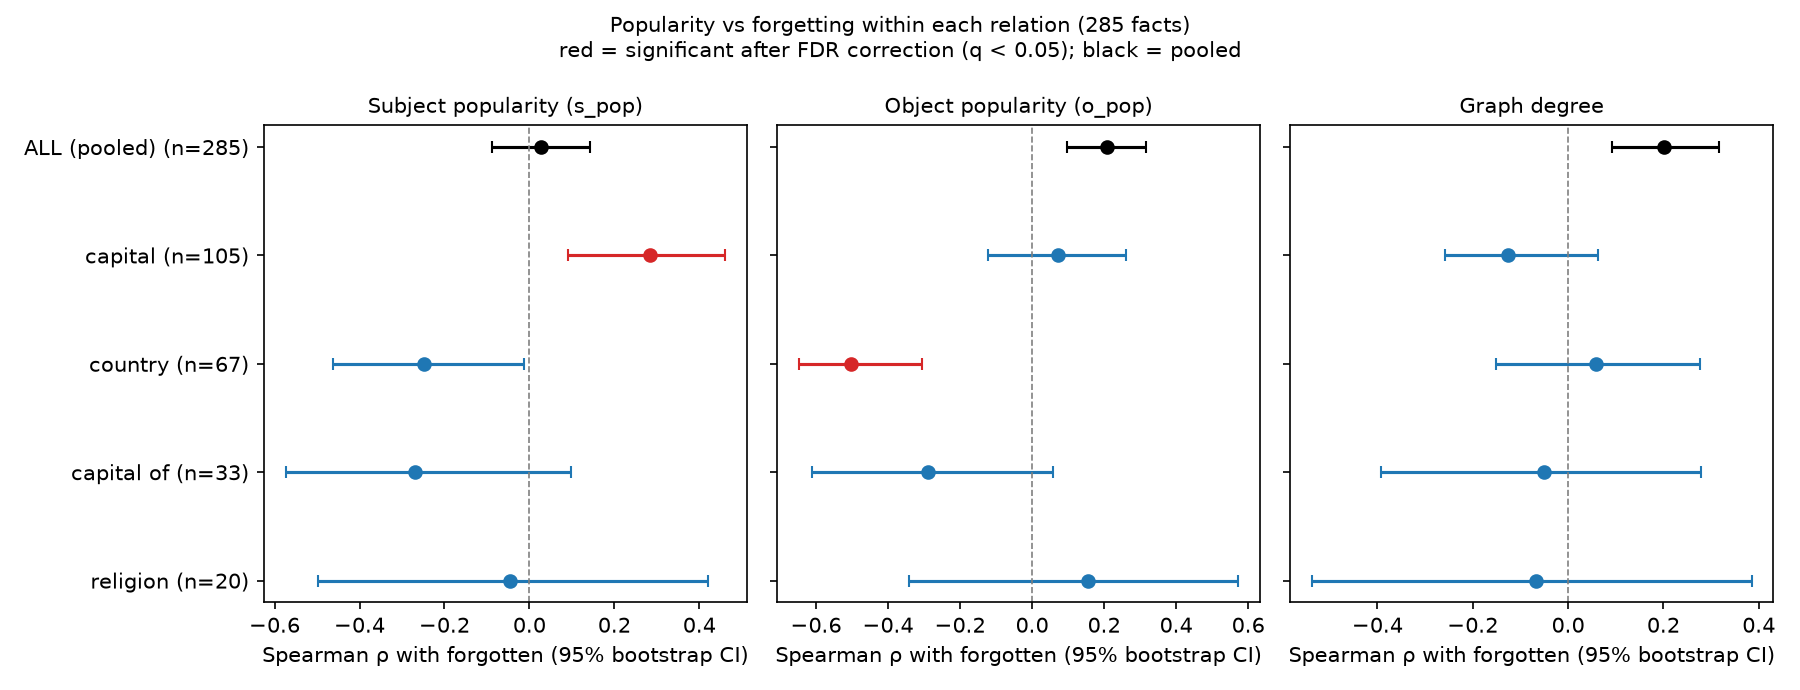 Popularity vs forgetting within each relation (285 facts)
red = significant after FDR correction (q < 0.05); black = pooled
Subject popularity (s_pop)
Object popularity (o_pop)
Graph degree
ALL (pooled) (n=285)
capital (n=105)
country (n=67)
capital of (n=33)
religion (n=20)
−0.6 −0.4 −0.2 0.0 0.2 0.4
−0.6 −0.4 −0.2 0.0 0.2 0.4 0.6
−0.4 −0.2 0.0 0.2 0.4
Spearman ρ with forgotten (95% bootstrap CI)
Spearman ρ with forgotten (95% bootstrap CI)
Spearman ρ with forgotten (95% bootstrap CI)